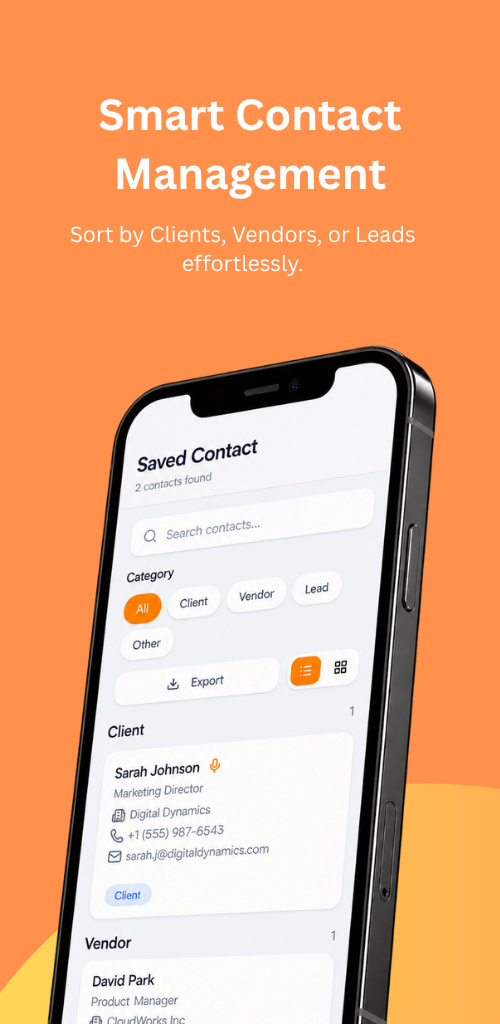 Smart Contact
Management
Sort by Clients, Vendors, or Leads
effortlessly.
Saved Contact
2 contacts found
Search contacts...
Category
All
Client
Vendor
Lead
Other
Export
Client
1
Sarah Johnson
Marketing Director
Digital Dynamics
+1 (555) 987-6543
sarah.j@digitaldynamics.com
Client
Vendor
1
David Park
Product Manager
CloudWorks Inc